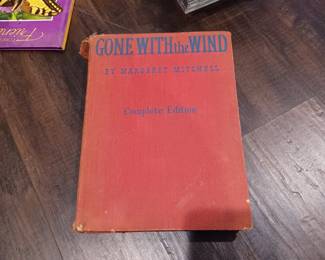 GONE WITH the WIND
BY MARGARET MITCHELL
Complete Edition